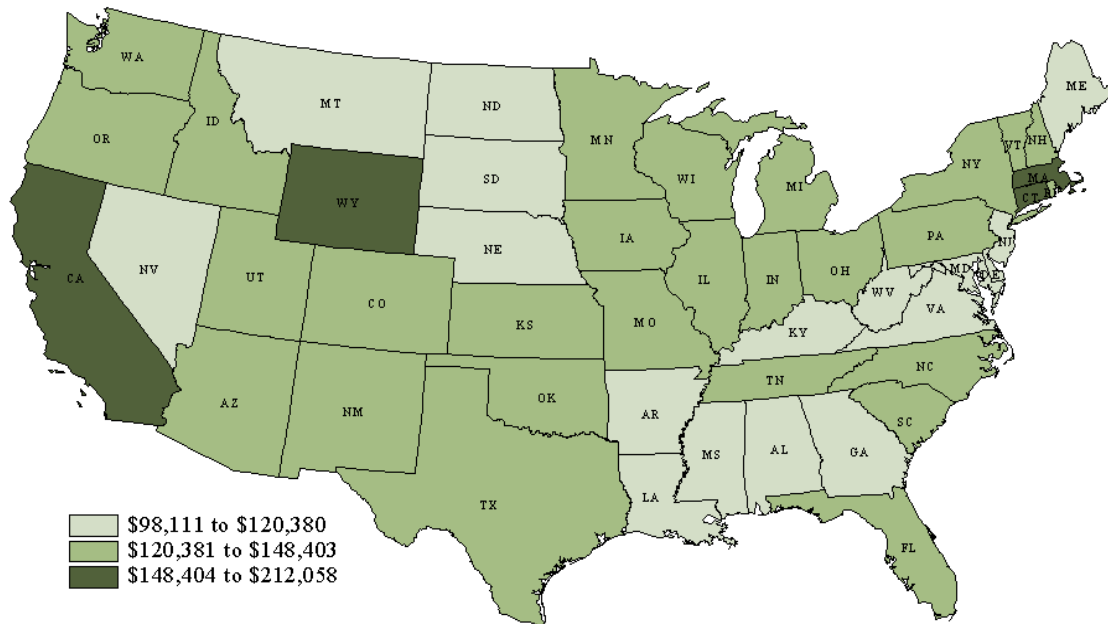 ME
WA
MT
ND
MN
VT
NH
ID
OR
NY
WI
MI
SD
MA
CT
RI
WY
IA
PA
NE
NJ
OH
MD
DE
NV
UT
CA
IL
IN
WV
CO
VA
KS
MO
KY
NC
TN
OK
AZ
NM
AR
SC
MS
AL
GA
LA
TX
FL
$98,111 to $120,380
$120,381 to $148,403
$148,404 to $212,058